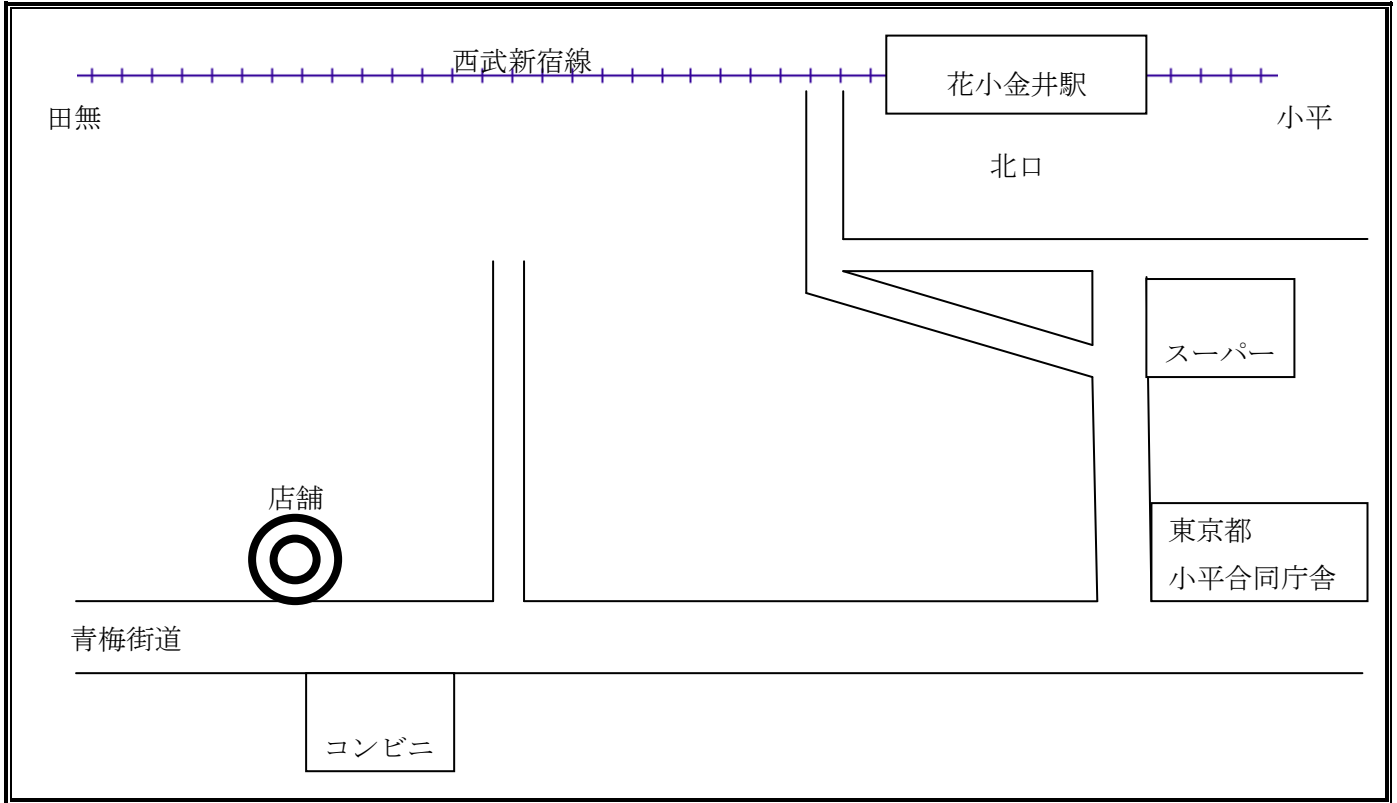 西武新宿線
花小金井駅
田無
小平
北口
スーパー
店舗
東京都
小平合同庁舎
青梅街道
コンビニ